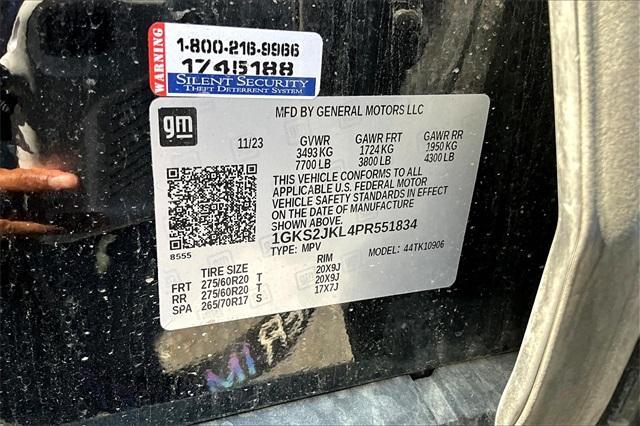 WARNING
1-800-216-9966
1745188
SILENT SECURITY
THEFT DETERRENT SYSTEM
gm
MFD BY GENERAL MOTORS LLC
11/23 GVWR GAWR FRT GAWR RR
3493 KG 1724 KG 1950 KG
7700 LB 3800 LB 4300 LB
THIS VEHICLE CONFORMS TO ALL
APPLICABLE U.S. FEDERAL MOTOR
VEHICLE SAFETY STANDARDS IN EFFECT
ON THE DATE OF MANUFACTURE
SHOWN ABOVE.
1GKS2JKL4PR551834
8555 TYPE: MPV MODEL: 44TK10906
TIRE SIZE RIM
FRT 275/60R20 T 20X9J
RR 275/60R20 T 20X9J
SPA 265/70R17 S 17X7J